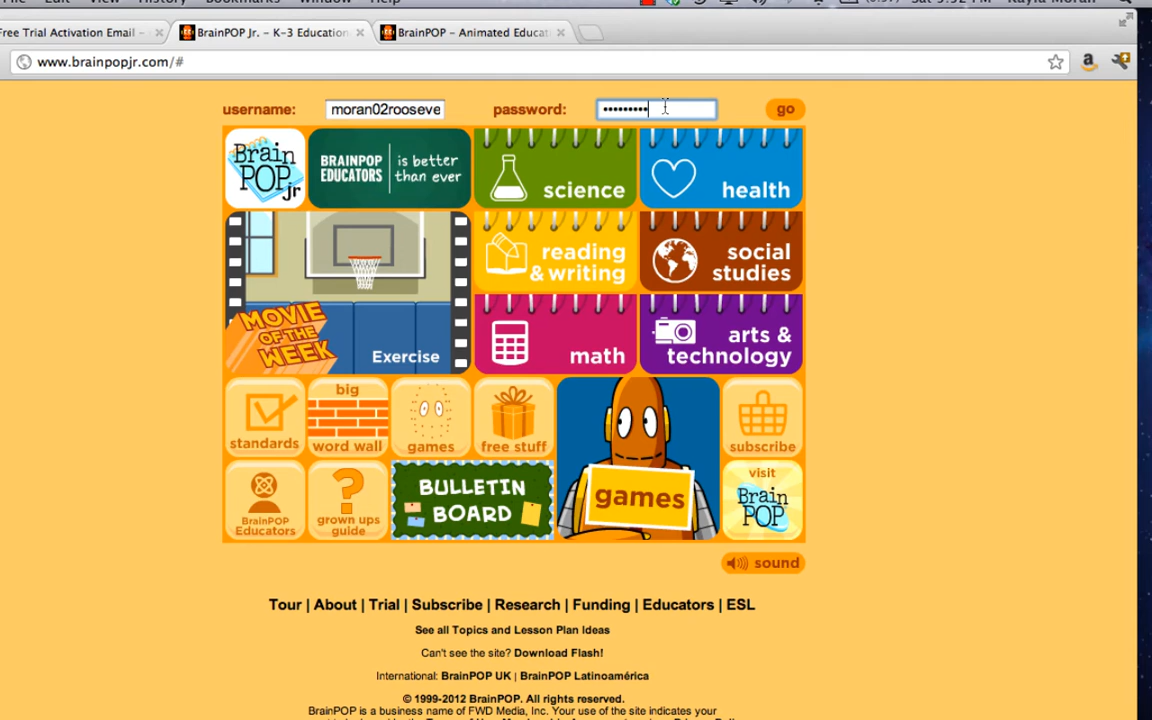 Free Trial Activation Email -
BrainPOP Jr. – K-3 Education
BrainPOP – Animated Educati
www.brainpopjr.com/#
username:
moran02rooseve
password:
•••••••••
go
Brain
POP
jr
BRAINPOP
EDUCATORS
is better
than ever
science
health
reading
& writing
social
studies
MOVIE
OF THE
WEEK
Exercise
math
arts &
technology
standards
big
word wall
games
free stuff
games
subscribe
BrainPOP
Educators
grown ups
guide
BULLETIN
BOARD
visit
Brain
POP
sound
Tour | About | Trial | Subscribe | Research | Funding | Educators | ESL
See all Topics and Lesson Plan Ideas
Can't see the site? Download Flash!
International: BrainPOP UK | BrainPOP Latinoamérica
© 1999-2012 BrainPOP. All rights reserved.
BrainPOP is a business name of FWD Media, Inc. Your use of the site indicates your